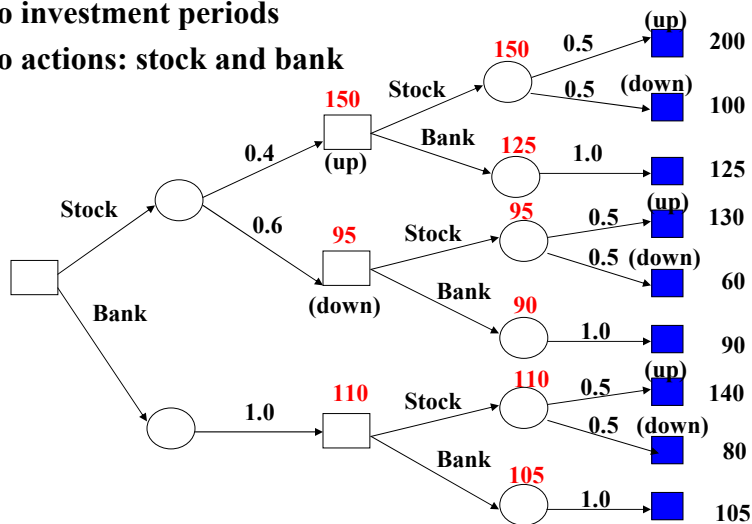 o investment periods
o actions: stock and bank
(up)
200
150
0.5
0.5
(down)
100
Stock
150
Bank
125
1.0
125
0.4
(up)
Stock
0.6
95
Stock
95
0.5
(up)
130
0.5
(down)
60
(down)
Bank
90
1.0
90
Bank
110
Stock
110
0.5
(up)
140
0.5
(down)
80
1.0
Bank
105
1.0
105